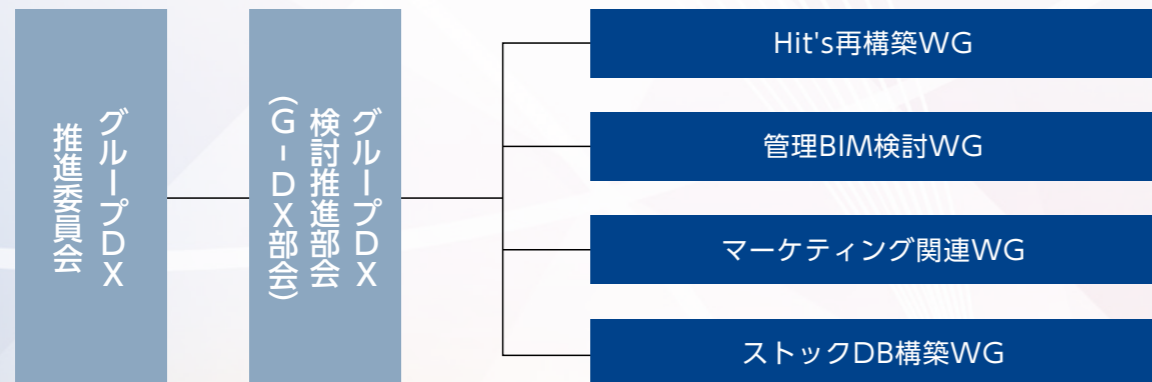 グループDX
推進委員会
グループDX
検討推進部会
(G-DX部会)
Hit's再構築WG
管理BIM検討WG
マーケティング関連WG
ストックDB構築WG